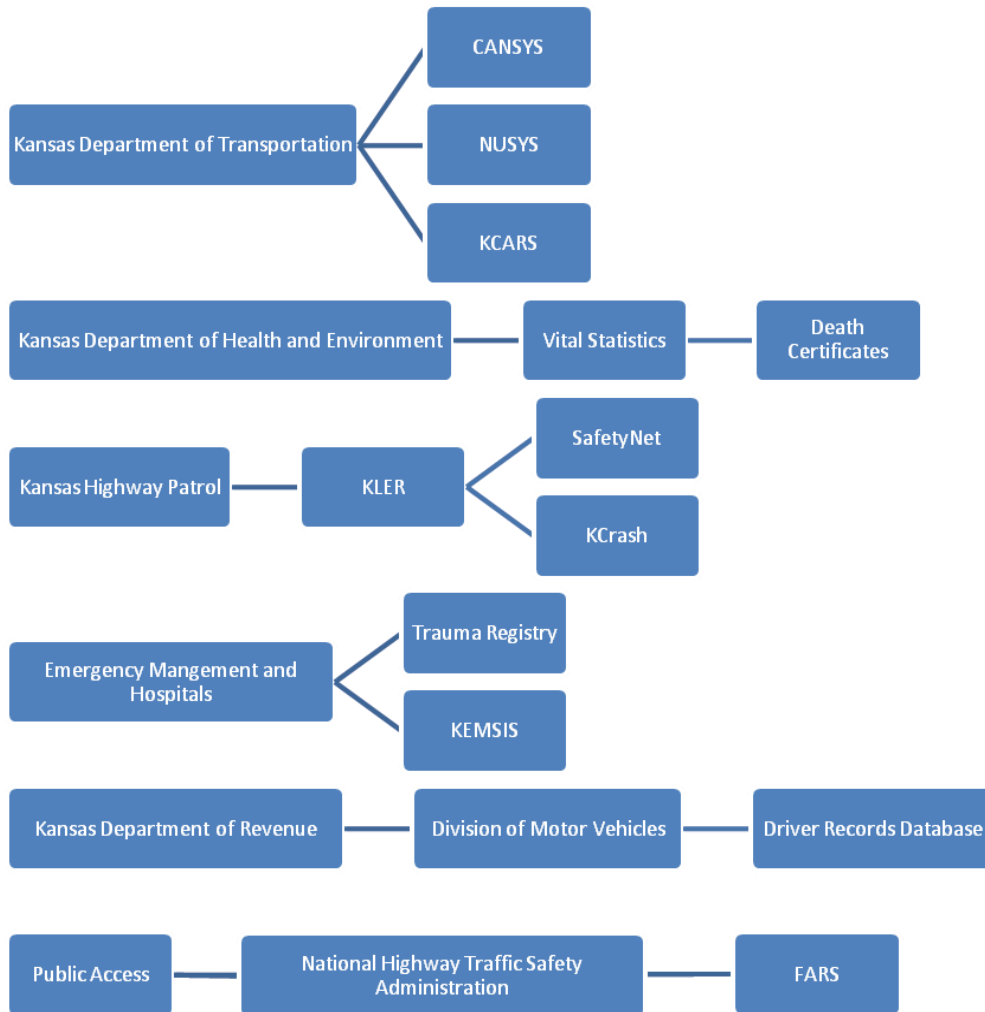 CANSYS
Kansas Department of Transportation
NUSYS
KCARS
Kansas Department of Health and Environment
Vital Statistics
Death
Certificates
SafetyNet
Kansas Highway Patrol
KLER
KCrash
Trauma Registry
Emergency Mangement and
Hospitals
KEMSIS
Kansas Department of Revenue
Division of Motor Vehicles
Driver Records Database
Public Access
National Highway Traffic Safety
Administration
FARS